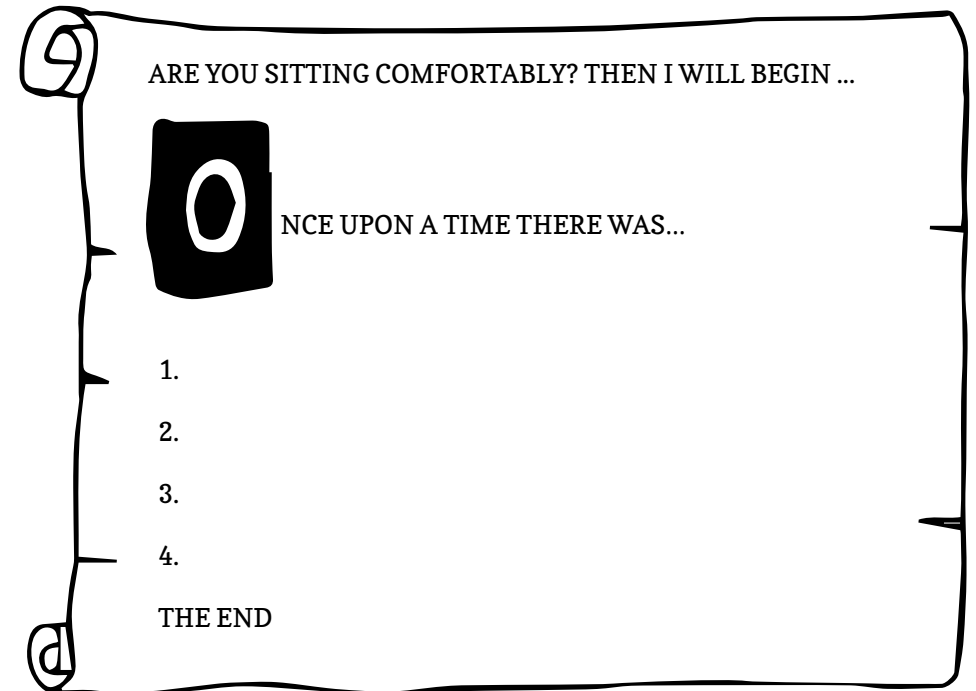 ARE YOU SITTING COMFORTABLY? THEN I WILL BEGIN ...
ONCE UPON A TIME THERE WAS...
1.
2.
3.
4.
THE END